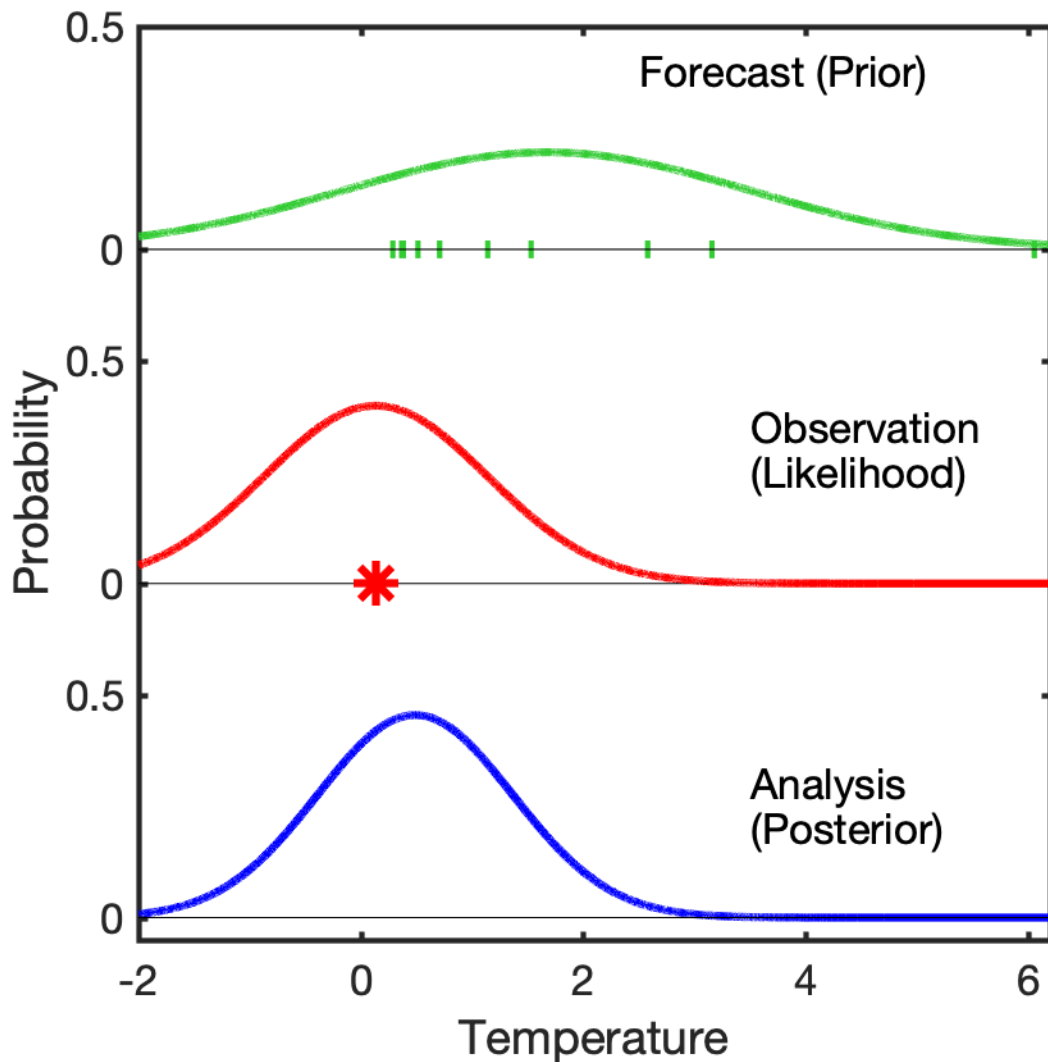 0.5
Forecast (Prior)
0
0.5
Observation
(Likelihood)
0
0.5
Analysis
(Posterior)
0
-2 0 2 4 6
Temperature
Probability